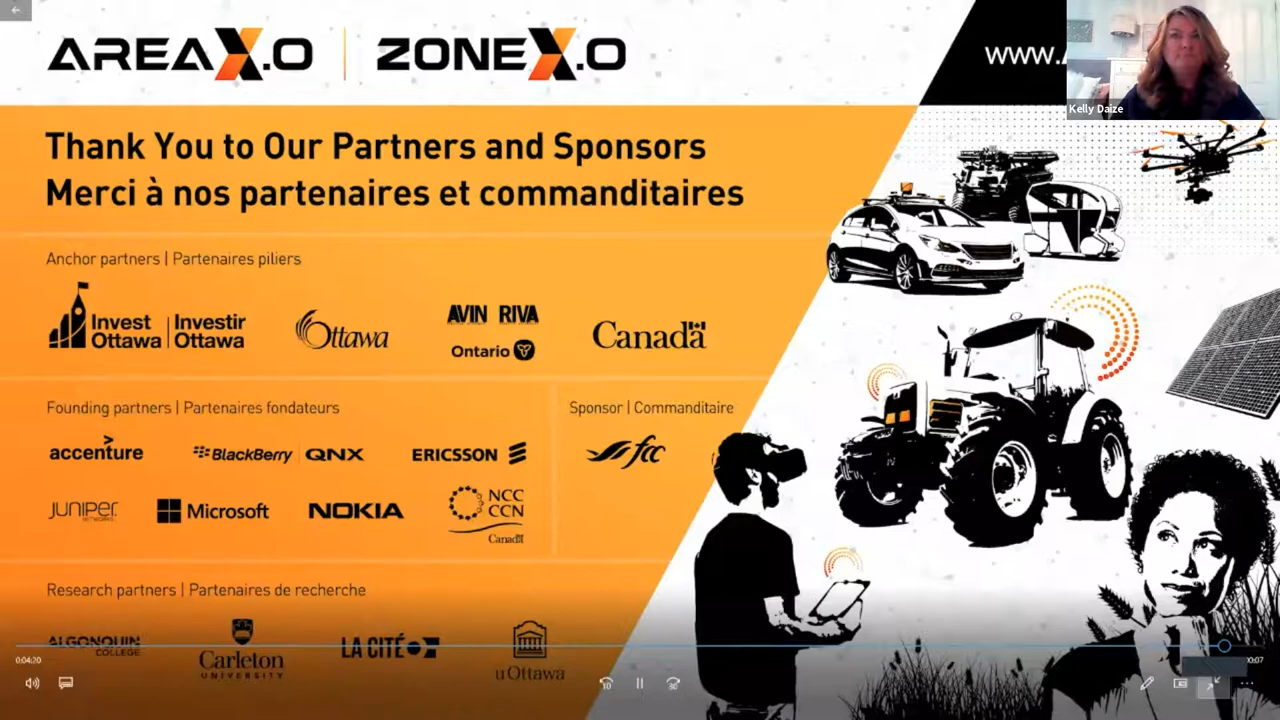 AREAX.O
ZONEX.O
www.
Kelly Daize
Thank You to Our Partners and Sponsors
Merci à nos partenaires et commanditaires
Anchor partners | Partenaires piliers
Invest Ottawa | Investir Ottawa
Ottawa
AVIN RIVA
Ontario
Canada
Founding partners | Partenaires fondateurs
Sponsor | Commanditaire
accenture
BlackBerry | QNX
ERICSSON
fcc
JUNIPER NETWORKS
Microsoft
NOKIA
NCC
CCN
Canada
Research partners | Partenaires de recherche
ALGONQUIN
COLLEGE
Carleton
UNIVERSITY
LA CITÉ
uOttawa
0:04:20
10
30